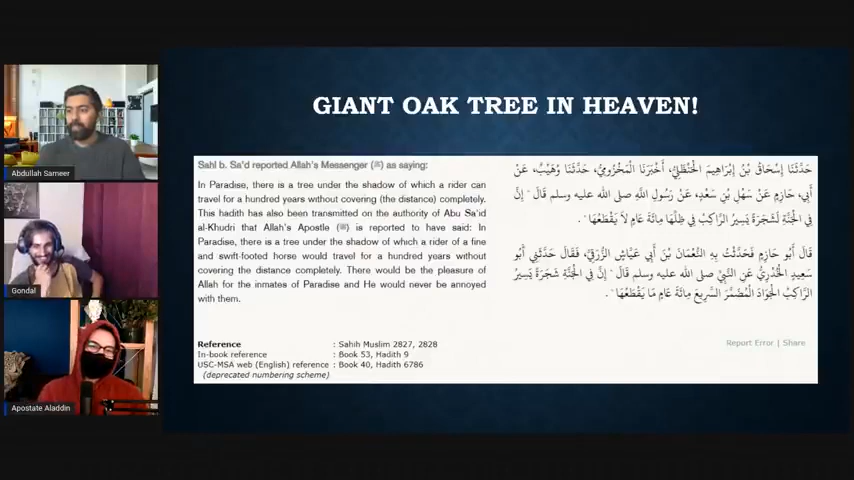 GIANT OAK TREE IN HEAVEN!
Sahl b. Sa'd reported Allah's Messenger (ﷺ) as saying:
In Paradise, there is a tree under the shadow of which a rider can
travel for a hundred years without covering (the distance) completely.
This hadith has also been transmitted on the authority of Abu Sa'id
al-Khudri that Allah's Apostle (ﷺ) is reported to have said: In
Paradise, there is a tree under the shadow of which a rider of a fine
and swift-footed horse would travel for a hundred years without
covering the distance completely. There would be the pleasure of
Allah for the inmates of Paradise and He would never be annoyed
with them.
حَدَّثَنَا إِسْحَاقُ بْنُ إِبْرَاهِيمَ الْحَنْظَلِيُّ، أَخْبَرَنَا الْمَخْزُومِيُّ، حَدَّثَنَا وُهَيْبٌ، عَنْ
أَبِي، حَازِمٍ عَنْ سَهْلِ بْنِ سَعْدٍ، عَنْ رَسُولِ اللَّهِ صلى الله عليه وسلم قَالَ ‏"‏ إِنَّ
فِي الْجَنَّةِ لَشَجَرَةً يَسِيرُ الرَّاكِبُ فِي ظِلِّهَا مِائَةَ عَامٍ لاَ يَقْطَعُهَا ‏"‏ ‏.‏
قَالَ أَبُو حَازِمٍ فَحَدَّثْتُ بِهِ النُّعْمَانَ بْنَ أَبِي عَيَّاشٍ الزُّرَقِيَّ، فَقَالَ حَدَّثَنِي أَبُو
سَعِيدٍ الْخُدْرِيُّ عَنِ النَّبِيِّ صلى الله عليه وسلم قَالَ ‏"‏ إِنَّ فِي الْجَنَّةِ شَجَرَةً يَسِيرُ
الرَّاكِبُ الْجَوَادَ الْمُضَمَّرَ السَّرِيعَ مِائَةَ عَامٍ مَا يَقْطَعُهَا ‏"‏ ‏.‏
Reference : Sahih Muslim 2827, 2828
In-book reference : Book 53, Hadith 9
USC-MSA web (English) reference : Book 40, Hadith 6786
(deprecated numbering scheme)
Report Error | Share
Abdullah Sameer
Gondal
Apostate Aladdin